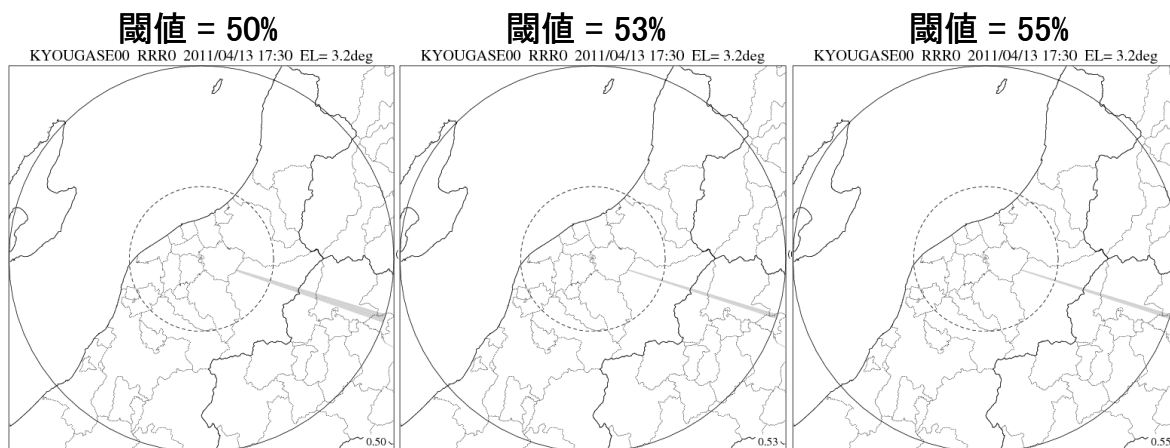 閾値 = 50%
KYOUGASE00 RRR0 2011/04/13 17:30 EL= 3.2deg
0.50
閾値 = 53%
KYOUGASE00 RRR0 2011/04/13 17:30 EL= 3.2deg
0.53
閾値 = 55%
KYOUGASE00 RRR0 2011/04/13 17:30 EL= 3.2deg
0.55